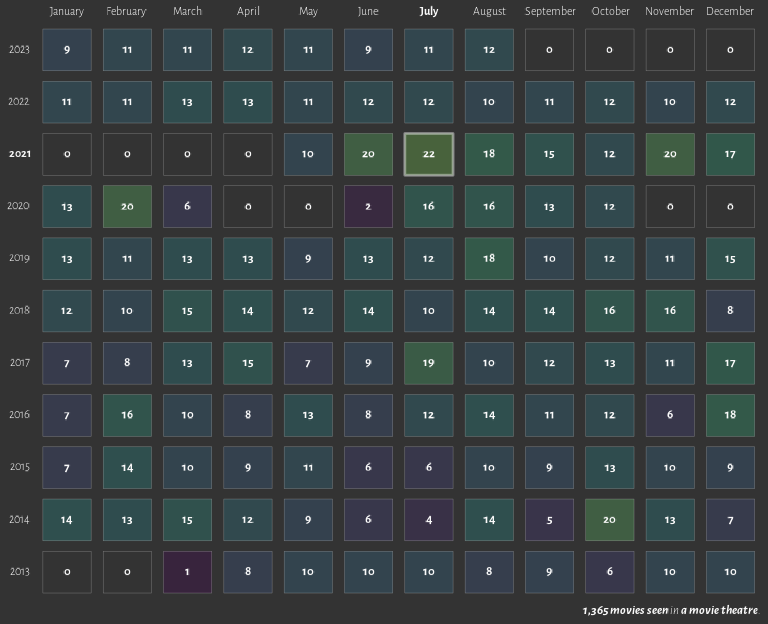 January February March April May June July August September October November December
2023 9 11 11 12 11 9 11 12 0 0 0 0
2022 11 11 13 13 11 12 12 10 11 12 10 12
2021 0 0 0 0 10 20 22 18 15 12 20 17
2020 13 20 6 0 0 2 16 16 13 12 0 0
2019 13 11 13 13 9 13 12 18 10 12 11 15
2018 12 10 15 14 12 14 10 14 14 16 16 8
2017 7 8 13 15 7 9 19 10 12 13 11 17
2016 7 16 10 8 13 8 12 14 11 12 6 18
2015 7 14 10 9 11 6 6 10 9 13 10 9
2014 14 13 15 12 9 6 4 14 5 20 13 7
2013 0 0 1 8 10 10 10 8 9 6 10 10
1,365 movies seen in a movie theatre.